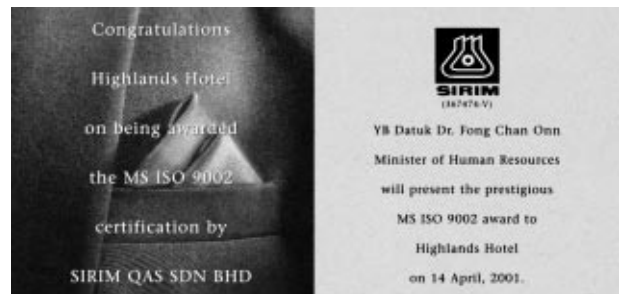 Congratulations
Highlands Hotel
on being awarded
the MS ISO 9002
certification by
SIRIM QAS SDN BHD
SIRIM
(367474-V)
YB Datuk Dr. Fong Chan Onn
Minister of Human Resources
will present the prestigious
MS ISO 9002 award to
Highlands Hotel
on 14 April, 2001.